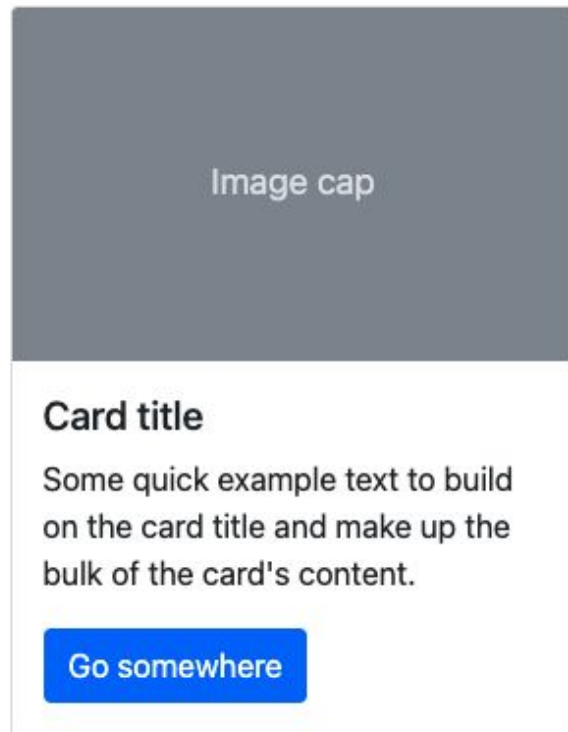 Image cap
Card title
Some quick example text to build
on the card title and make up the
bulk of the card's content.
Go somewhere